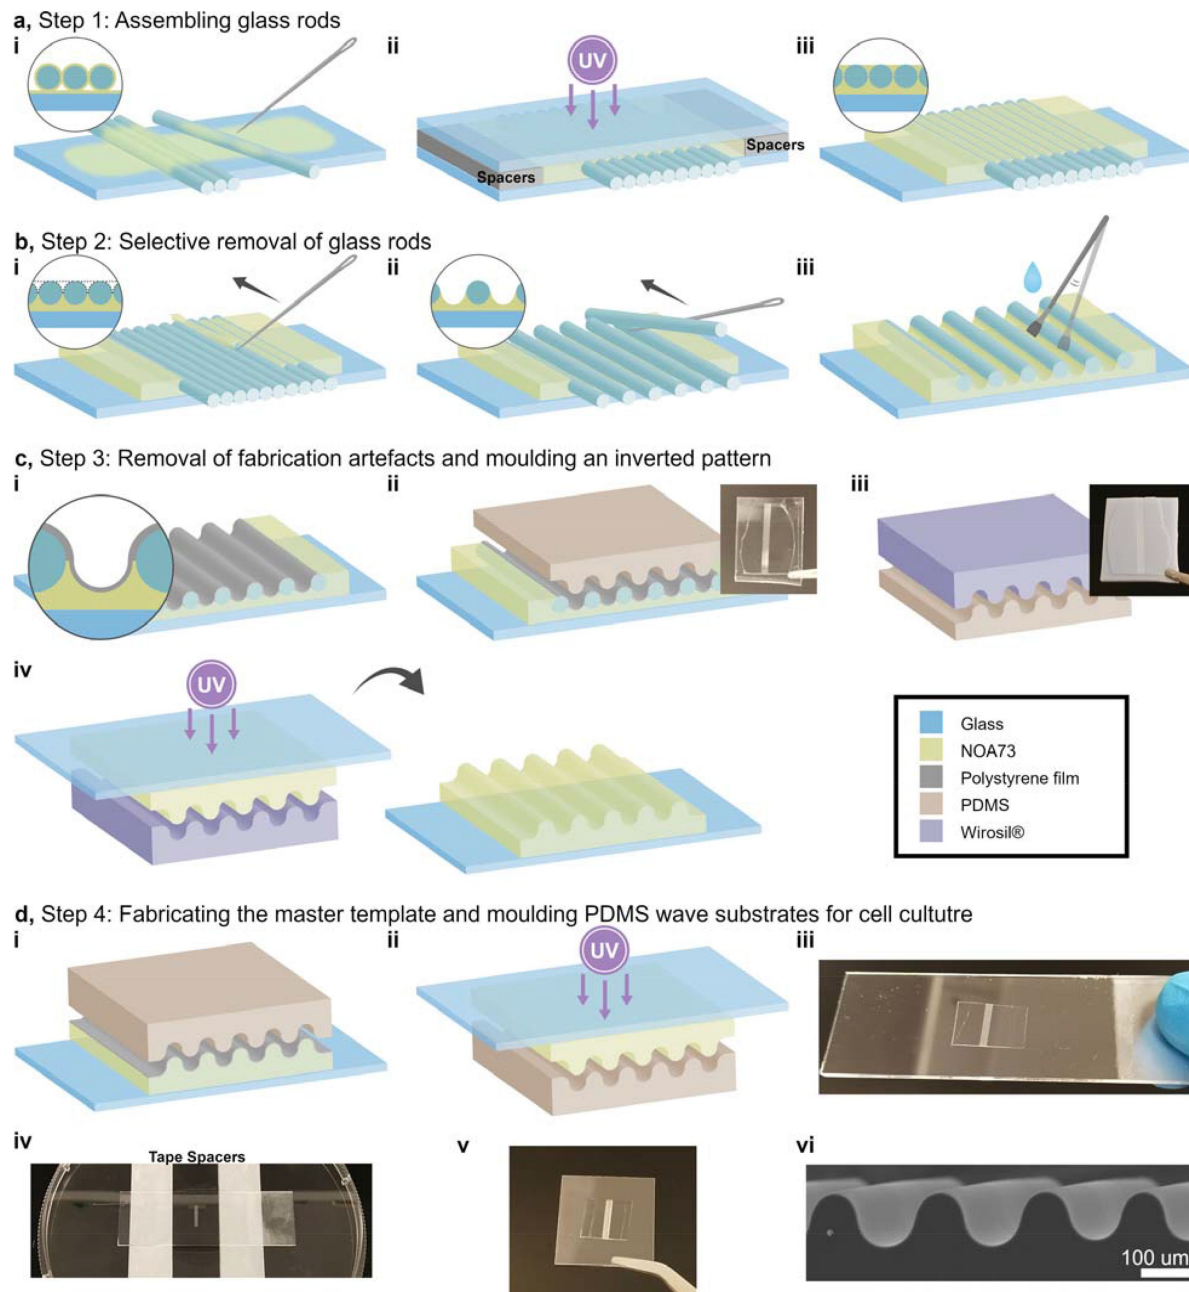 a, Step 1: Assembling glass rods
i
ii
iii
UV
Spacers
Spacers
b, Step 2: Selective removal of glass rods
i
ii
iii
c, Step 3: Removal of fabrication artefacts and moulding an inverted pattern
i
ii
iii
iv
UV
Glass
NOA73
Polystyrene film
PDMS
Wirosil®
d, Step 4: Fabricating the master template and moulding PDMS wave substrates for cell cultutre
i
ii
iii
UV
iv
v
vi
Tape Spacers
100 um